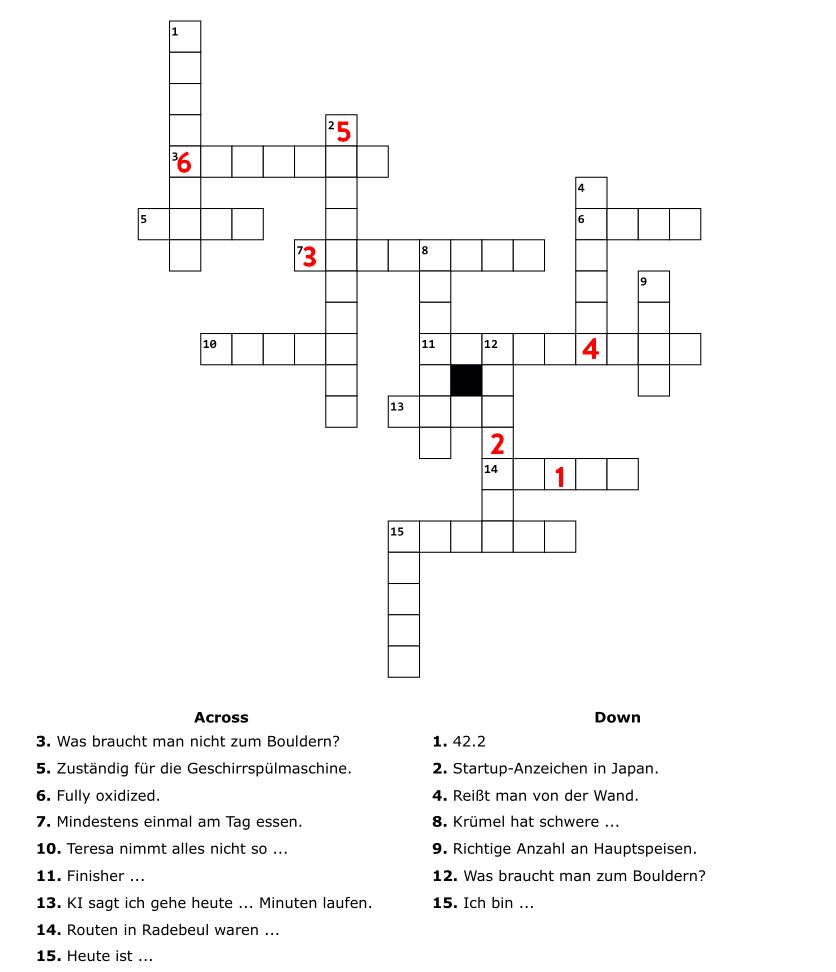 1
2 5
3 6
4
5
6
7 3
8
9
10
11
12
4
13
2
14
1
15
Across
3. Was braucht man nicht zum Bouldern?
5. Zuständig für die Geschirrspülmaschine.
6. Fully oxidized.
7. Mindestens einmal am Tag essen.
10. Teresa nimmt alles nicht so ...
11. Finisher ...
13. KI sagt ich gehe heute ... Minuten laufen.
14. Routen in Radebeul waren ...
15. Heute ist ...
Down
1. 42.2
2. Startup-Anzeichen in Japan.
4. Reißt man von der Wand.
8. Krümel hat schwere ...
9. Richtige Anzahl an Hauptspeisen.
12. Was braucht man zum Bouldern?
15. Ich bin ...